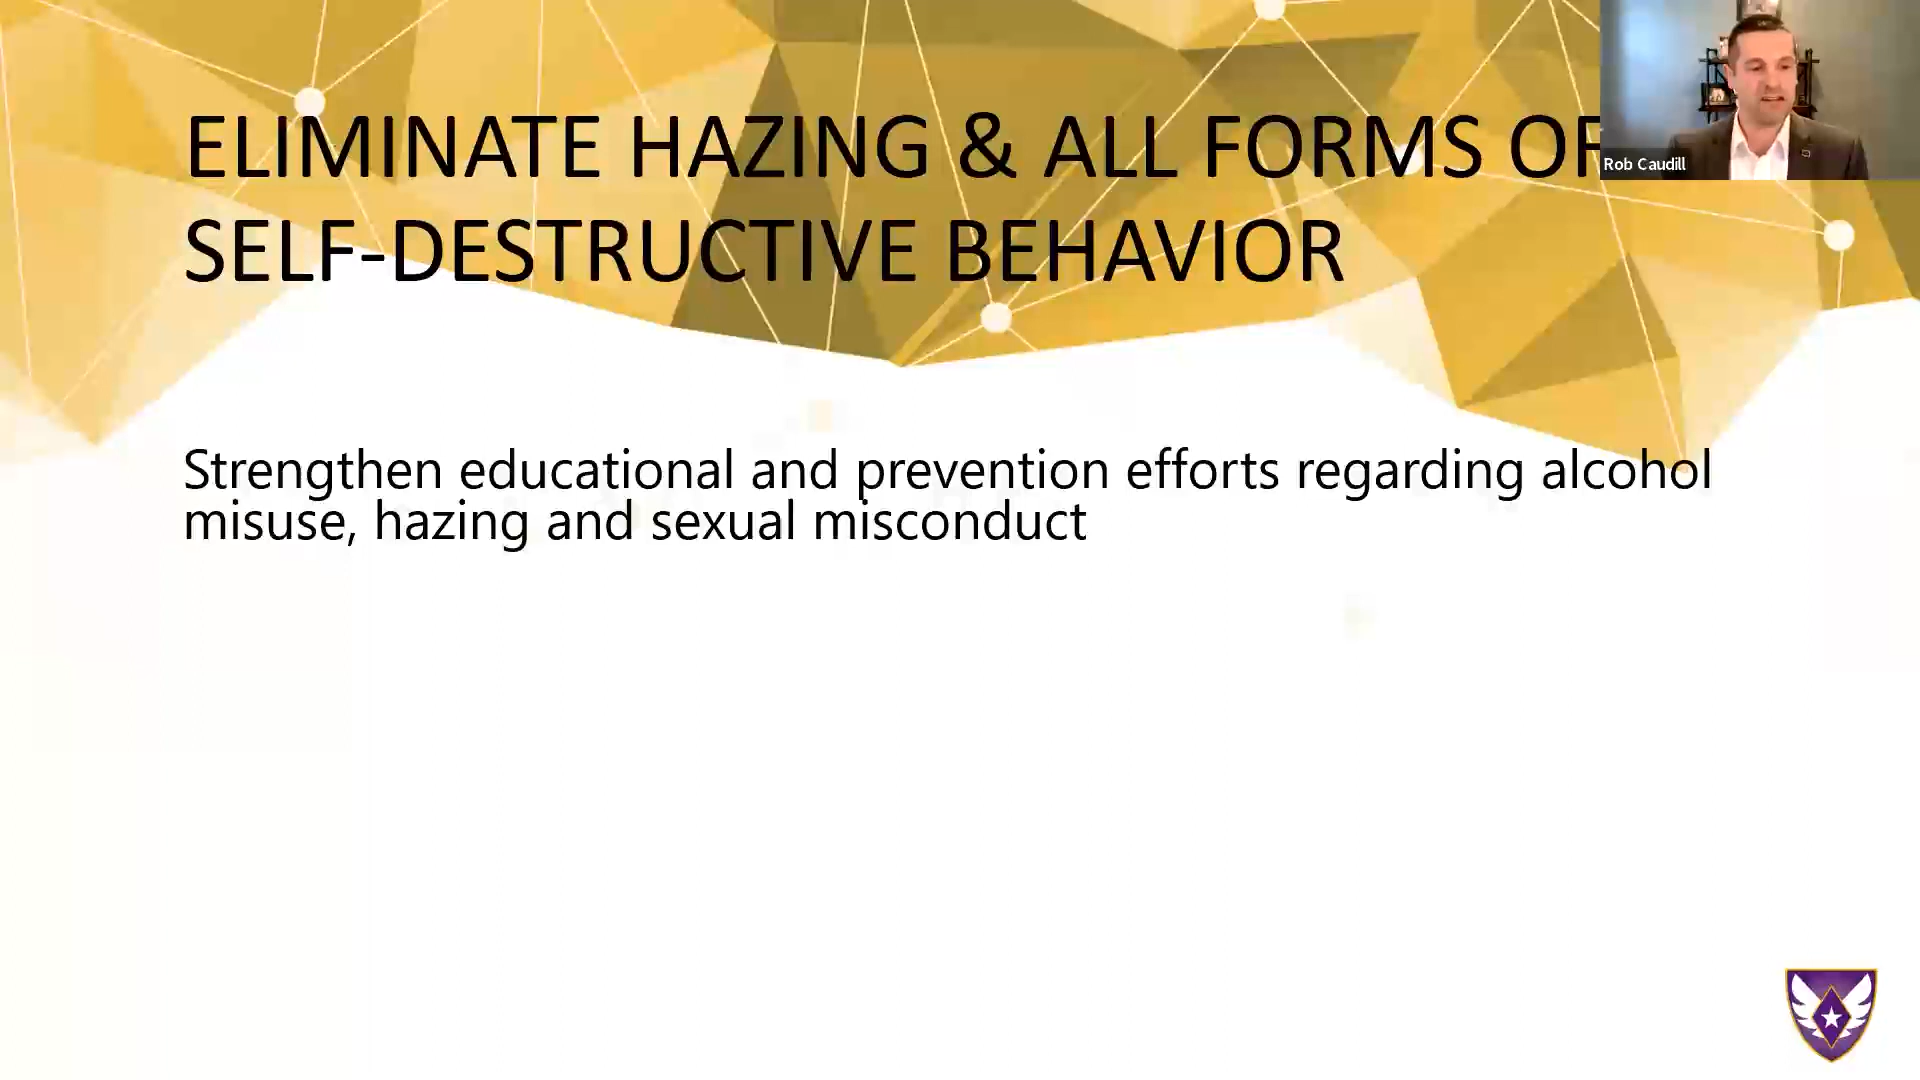 ELIMINATE HAZING & ALL FORMS OF
SELF-DESTRUCTIVE BEHAVIOR
Rob Caudill
Strengthen educational and prevention efforts regarding alcohol
misuse, hazing and sexual misconduct